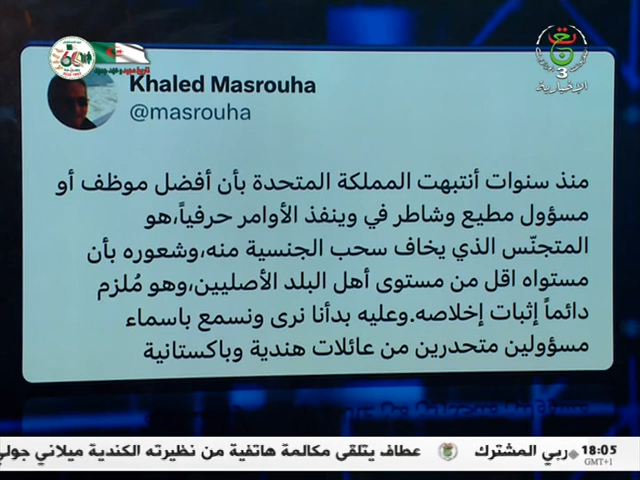 Khaled Masrouha
@masrouha
3
الإخبارية
منذ سنوات أنتبهت المملكة المتحدة بأن أفضل موظف أو
مسؤول مطيع وشاطر في وينفذ الأوامر حرفياً،هو
المتجنّس الذي يخاف سحب الجنسية منه،وشعوره بأن
مستواه اقل من مستوى أهل البلد الأصليين،وهو مُلزم
دائماً إثبات إخلاصه.وعليه بدأنا نرى ونسمع باسماء
مسؤولين متحدرين من عائلات هندية وباكستانية
18:05
GMT+1
ربي المشترك
عطاف يتلقى مكالمة هاتفية من نظيرته الكندية ميلاني جولي